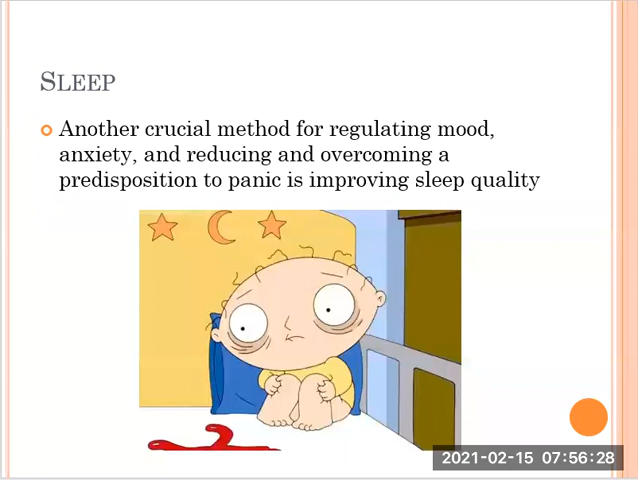 SLEEP
Another crucial method for regulating mood,
anxiety, and reducing and overcoming a
predisposition to panic is improving sleep quality
2021-02-15 07:56:28